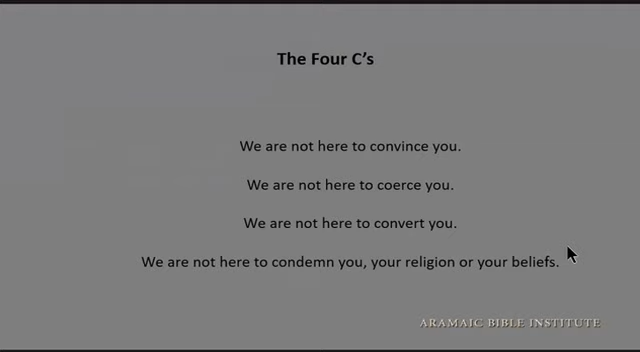 The Four C's
We are not here to convince you.
We are not here to coerce you.
We are not here to convert you.
We are not here to condemn you, your religion or your beliefs.
ARAMAIC BIBLE INSTITUTE